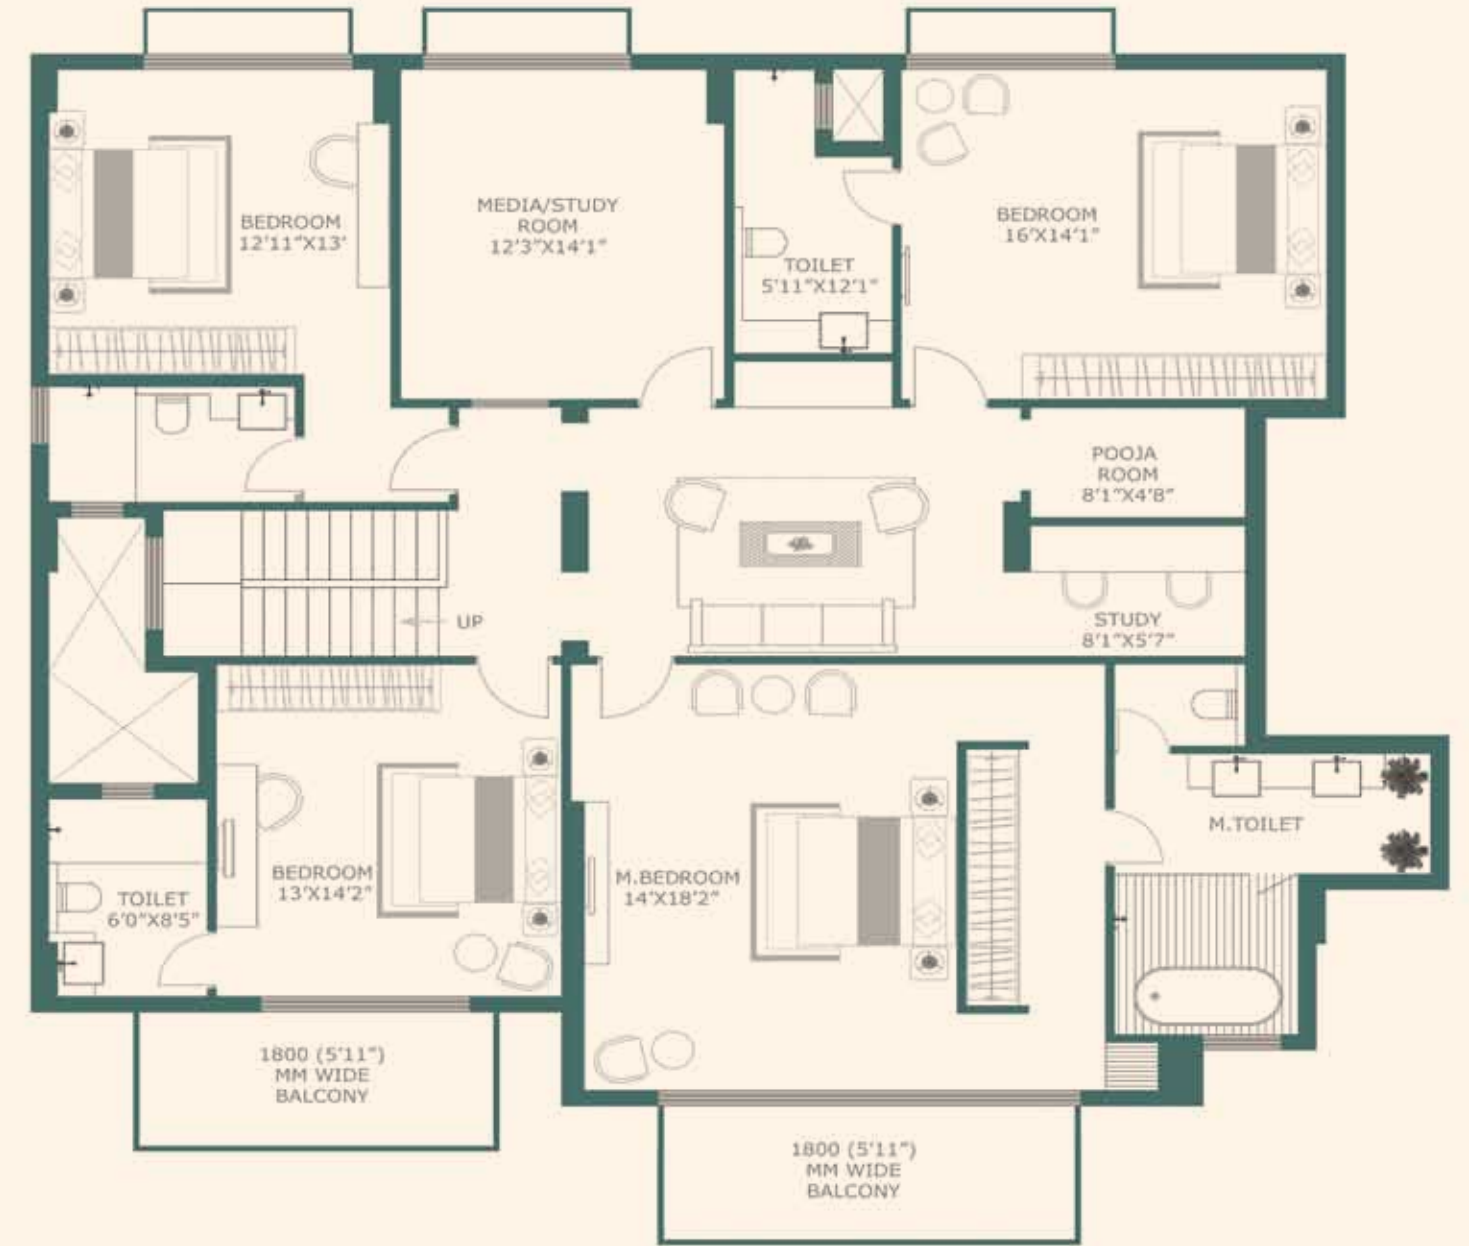 BEDROOM
12'11"X13'
MEDIA/STUDY
ROOM
12'3"X14'1"
TOILET
5'11"X12'1"
BEDROOM
16'X14'1"
POOJA
ROOM
8'1"X4'8"
UP
STUDY
8'1"X5'7"
BEDROOM
13'X14'2"
TOILET
6'0"X8'5"
M.BEDROOM
14'X18'2"
M.TOILET
1800 (5'11")
MM WIDE
BALCONY
1800 (5'11")
MM WIDE
BALCONY